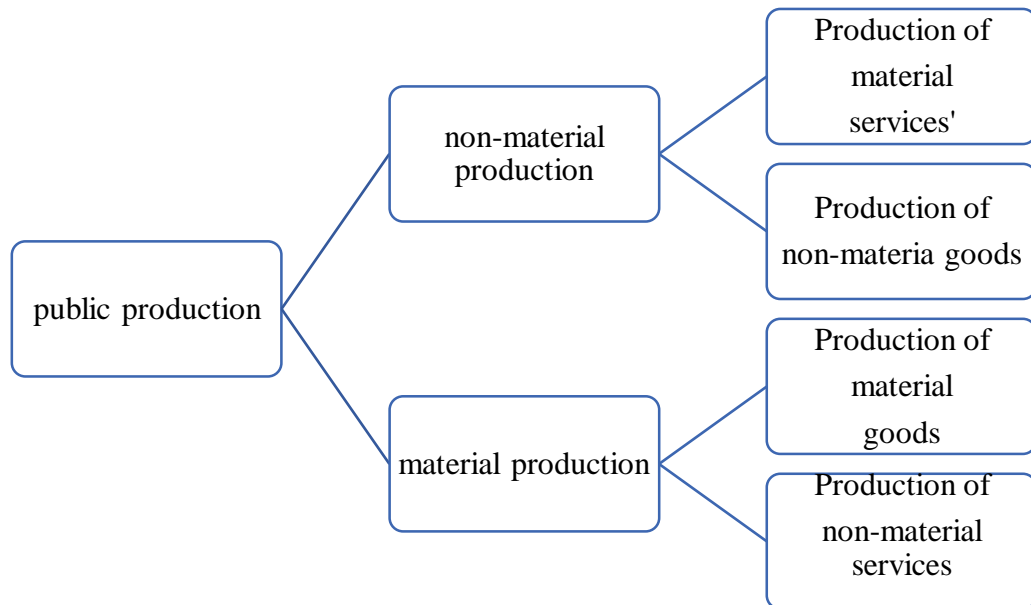 public production
non-material
production
material production
Production of
material
services'
Production of
non-materia goods
Production of
material
goods
Production of
non-material
services